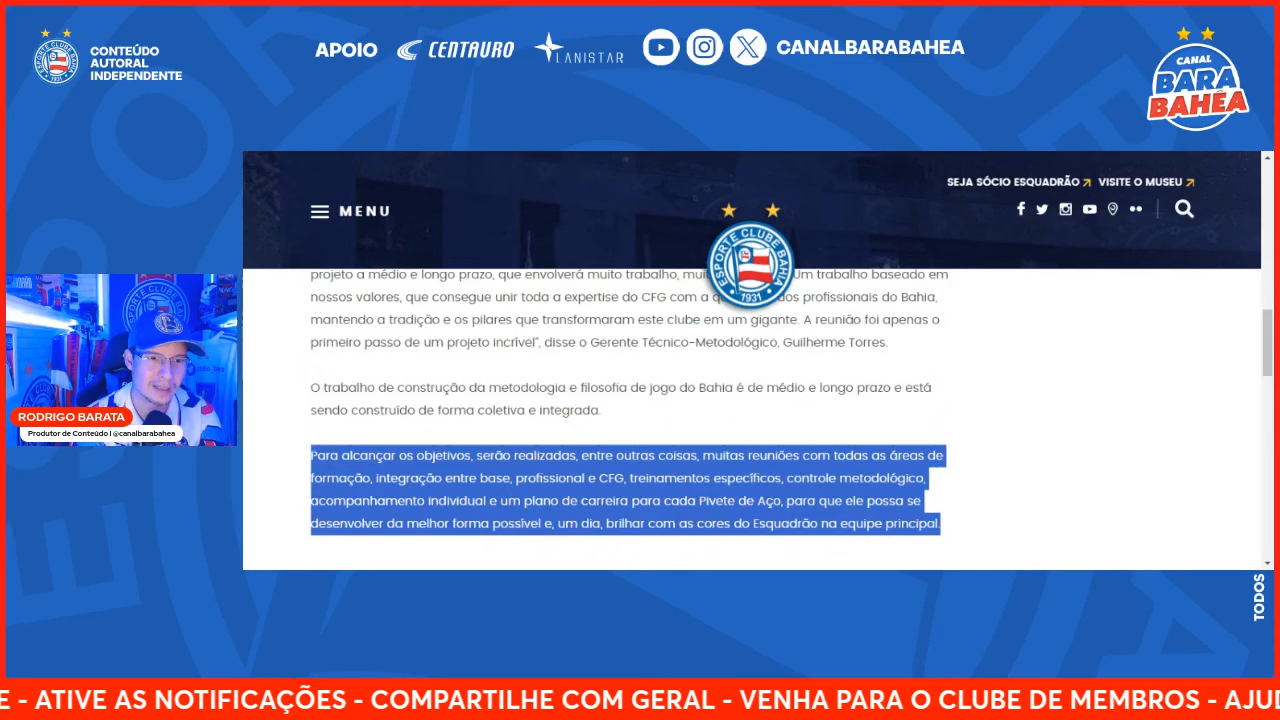 CONTEÚDO
AUTORAL
INDEPENDENTE
ESPORTE CLUBE
BAHIA
1931
APOIO
CENTAURO
LANISTAR
CANALBARABAHEA
CANAL
BARA
BAHEA
SEJA SÓCIO ESQUADRÃO VISITE O MUSEU
MENU
ESPORTE CLUBE BAHIA
1931
projeto a médio e longo prazo, que envolverá muito trabalho, Um trabalho baseado em
nossos valores, que consegue unir toda a expertise do CFG com a profissionais do Bahia,
mantendo a tradição e os pilares que transformaram este clube em um gigante. A reunião foi apenas o
primeiro passo de um projeto incrível”, disse o Gerente Técnico-Metodológico, Guilherme Torres.
O trabalho de construção da metodologia e filosofia de jogo do Bahia é de médio e longo prazo e está
sendo construído de forma coletiva e integrada.
Para alcançar os objetivos, serão realizadas, entre outras coisas, muitas reuniões com todas as áreas de
formação, integração entre base, profissional e CFG, treinamentos específicos, controle metodológico,
acompanhamento individual e um plano de carreira para cada Pivete de Aço, para que ele possa se
desenvolver da melhor forma possível e, um dia, brilhar com as cores do Esquadrão na equipe principal.
RODRIGO BARATA
Produtor de Conteúdo | @canalbarabahea
TODOS
E - ATIVE AS NOTIFICAÇÕES - COMPARTILHE COM GERAL - VENHA PARA O CLUBE DE MEMBROS - AJU